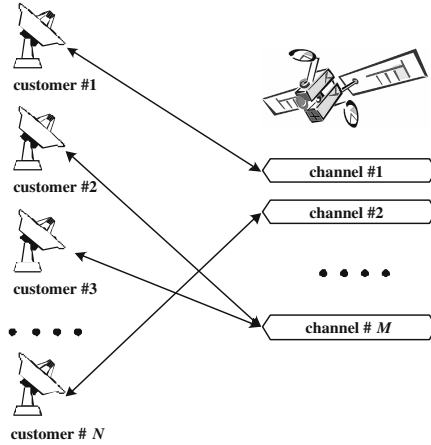 customer #1
customer #2
customer #3
customer # N
channel #1
channel #2
channel # M